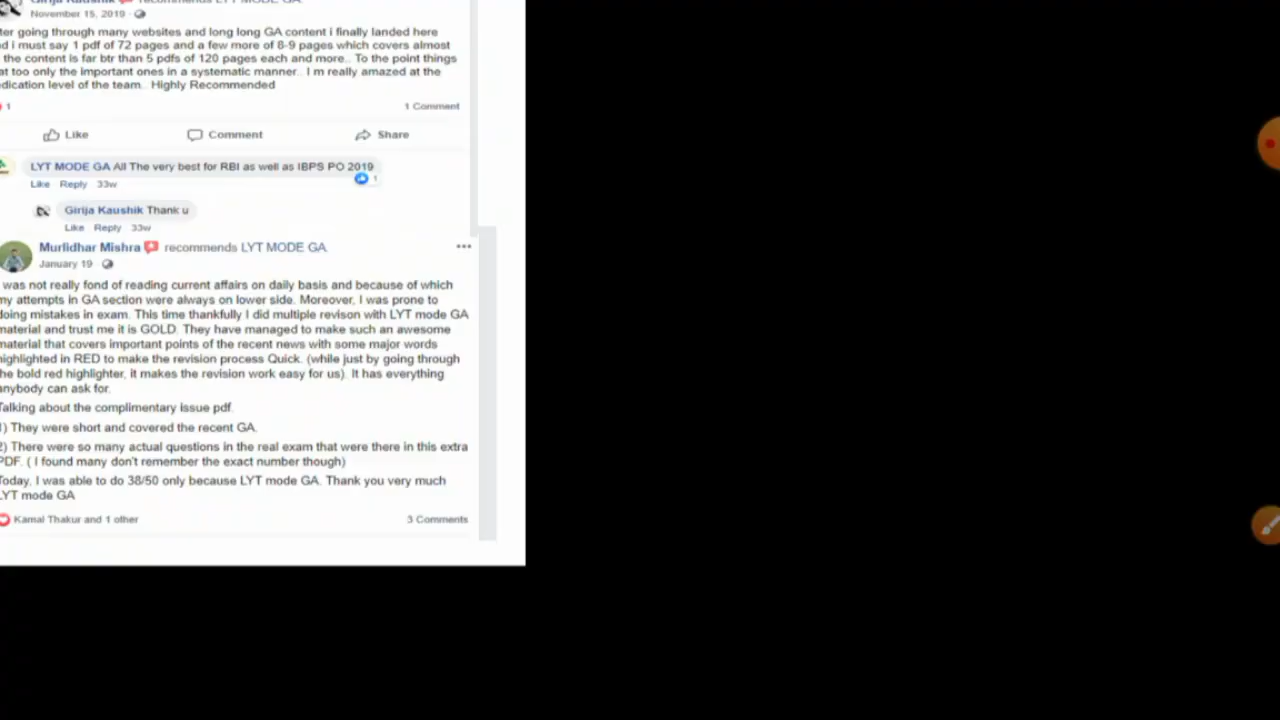 Girija Kaushik recommends LYT MODE GA.
November 15, 2019
ter going through many websites and long long GA content i finally landed here
d i must say 1 pdf of 72 pages and a few more of 8-9 pages which covers almost
the content is far btr than 5 pdfs of 120 pages each and more.. To the point things
at too only the important ones in a systematic manner.. I m really amazed at the
dication level of the team.. Highly Recommended
1
1 Comment
Like Comment Share
LYT MODE GA All The very best for RBI as well as IBPS PO 2019
1
Like Reply 33w
Girija Kaushik Thank u
Like Reply 33w
Murlidhar Mishra recommends LYT MODE GA.
January 19
was not really fond of reading current affairs on daily basis and because of which
my attempts in GA section were always on lower side. Moreover, I was prone to
doing mistakes in exam. This time thankfully I did multiple revison with LYT mode GA
material and trust me it is GOLD. They have managed to make such an awesome
material that covers important points of the recent news with some major words
highlighted in RED to make the revision process Quick. (while just by going through
the bold red highlighter, it makes the revision work easy for us). It has everything
anybody can ask for.
Talking about the complimentary issue pdf.
1) They were short and covered the recent GA.
2) There were so many actual questions in the real exam that were there in this extra
PDF. ( I found many don't remember the exact number though)
Today, I was able to do 38/50 only because LYT mode GA. Thank you very much
LYT mode GA
Kamal Thakur and 1 other
3 Comments